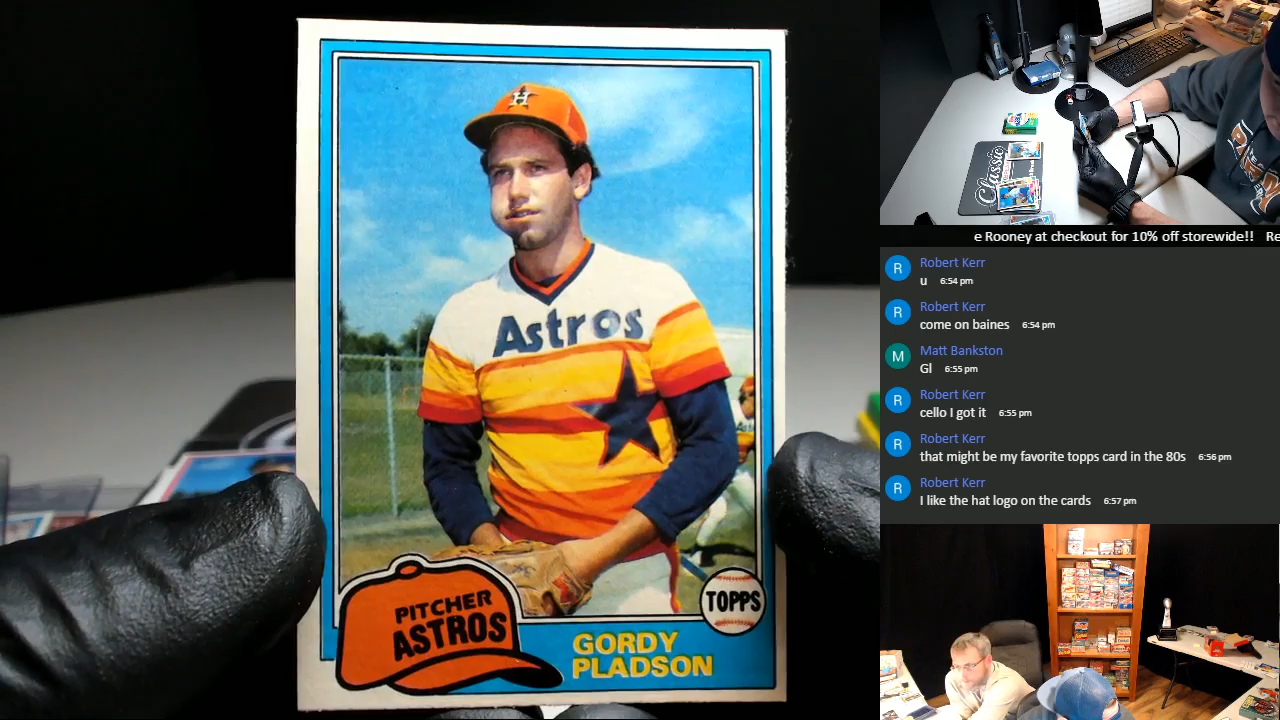 H
Astros
PITCHER
ASTROS
TOPPS
GORDY
PLADSON
Classic
e Rooney at checkout for 10% off storewide!! Re
R
Robert Kerr
u 6:54 pm
R
Robert Kerr
come on baines 6:54 pm
M
Matt Bankston
Gl 6:55 pm
R
Robert Kerr
cello I got it 6:55 pm
R
Robert Kerr
that might be my favorite topps card in the 80s 6:56 pm
R
Robert Kerr
I like the hat logo on the cards 6:57 pm